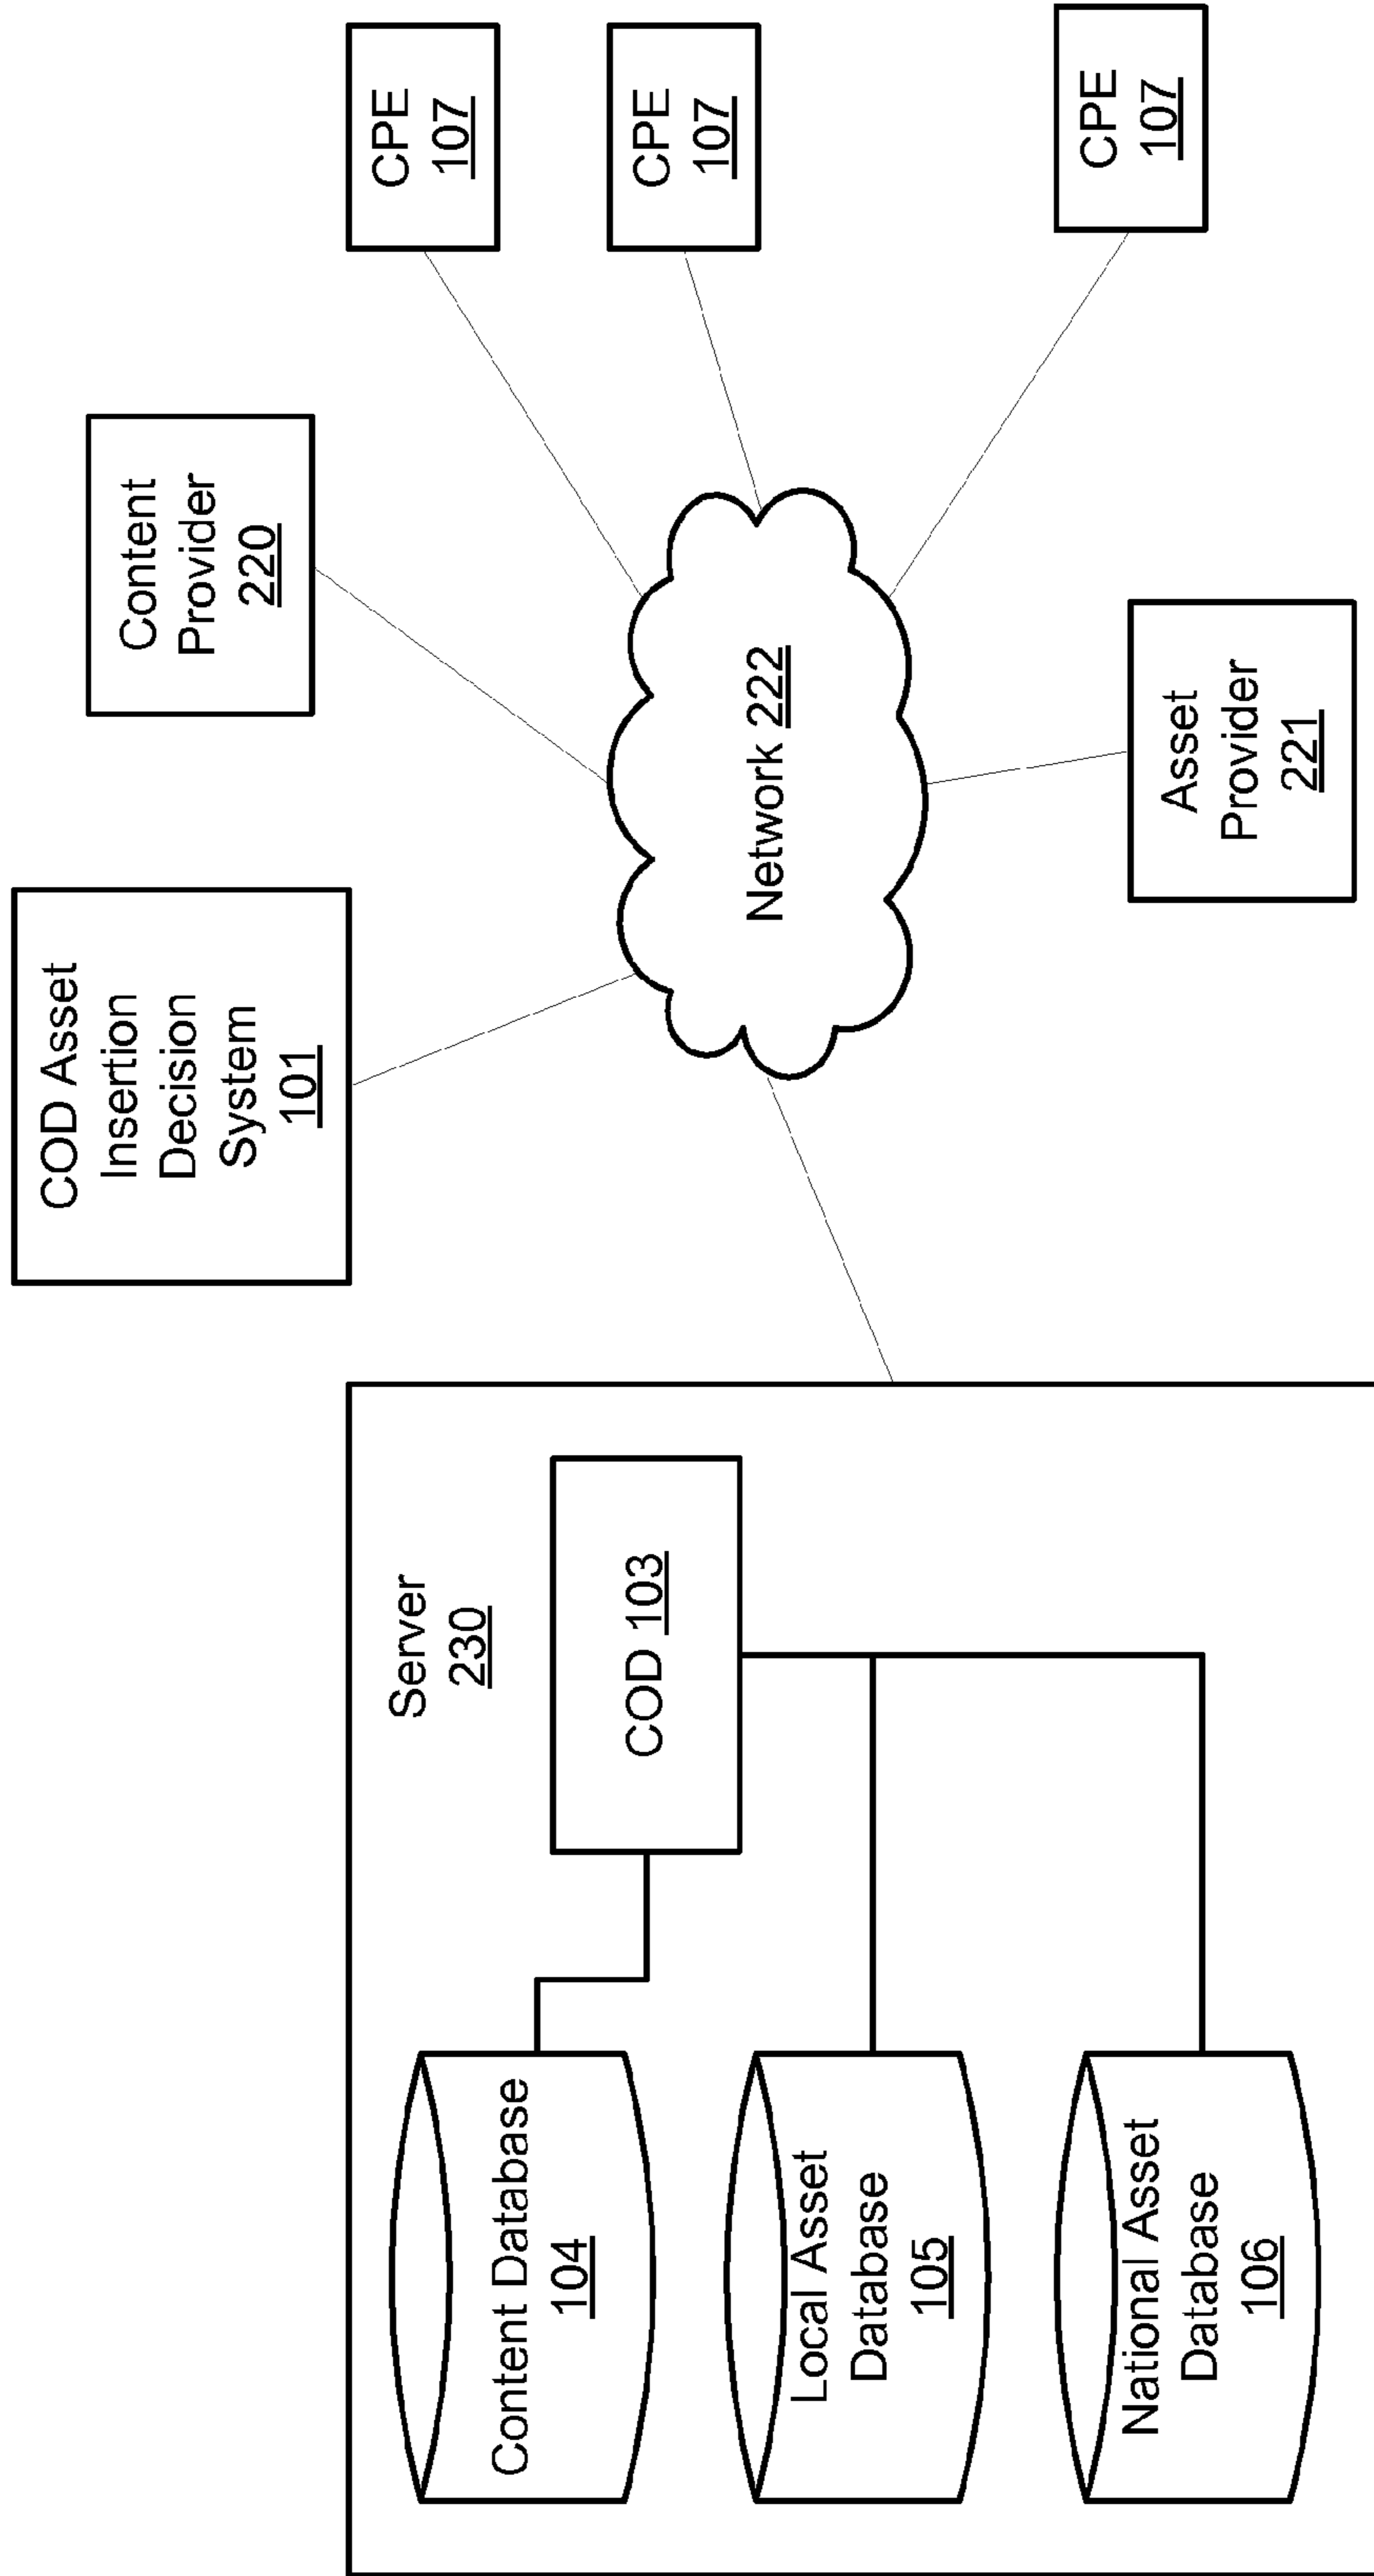 COD Asset
Insertion
Decision
System
101
Content
Provider
220
CPE
107
CPE
107
CPE
107
Network 222
Asset
Provider
221
Server
230
COD 103
Content Database
104
Local Asset
Database
105
National Asset
Database
106